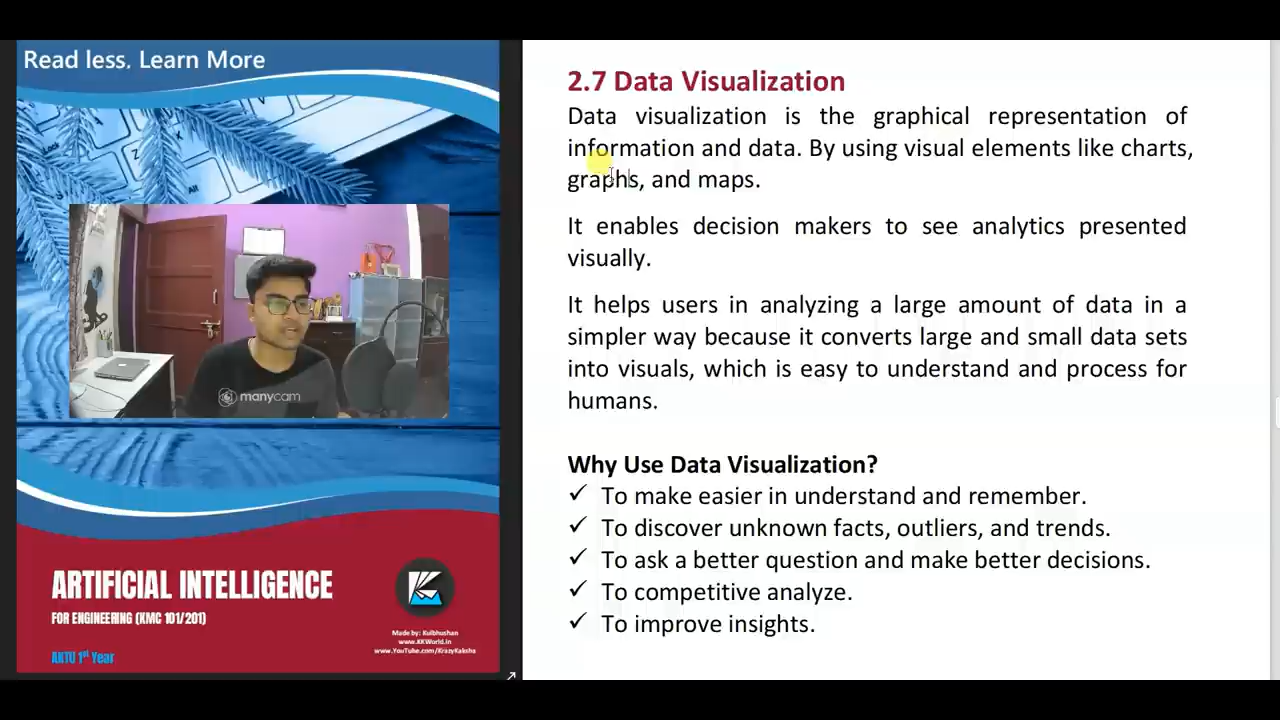 Read less. Learn More
manycam
ARTIFICIAL INTELLIGENCE
FOR ENGINEERING (KMC 101/201)
AKTU 1st Year
Made by: Kulbhushan
www.KKWorld.in
www.YouTube.com/KrazyKaksha
2.7 Data Visualization
Data visualization is the graphical representation of
information and data. By using visual elements like charts,
graphs, and maps.
It enables decision makers to see analytics presented
visually.
It helps users in analyzing a large amount of data in a
simpler way because it converts large and small data sets
into visuals, which is easy to understand and process for
humans.
Why Use Data Visualization?
✓ To make easier in understand and remember.
✓ To discover unknown facts, outliers, and trends.
✓ To ask a better question and make better decisions.
✓ To competitive analyze.
✓ To improve insights.